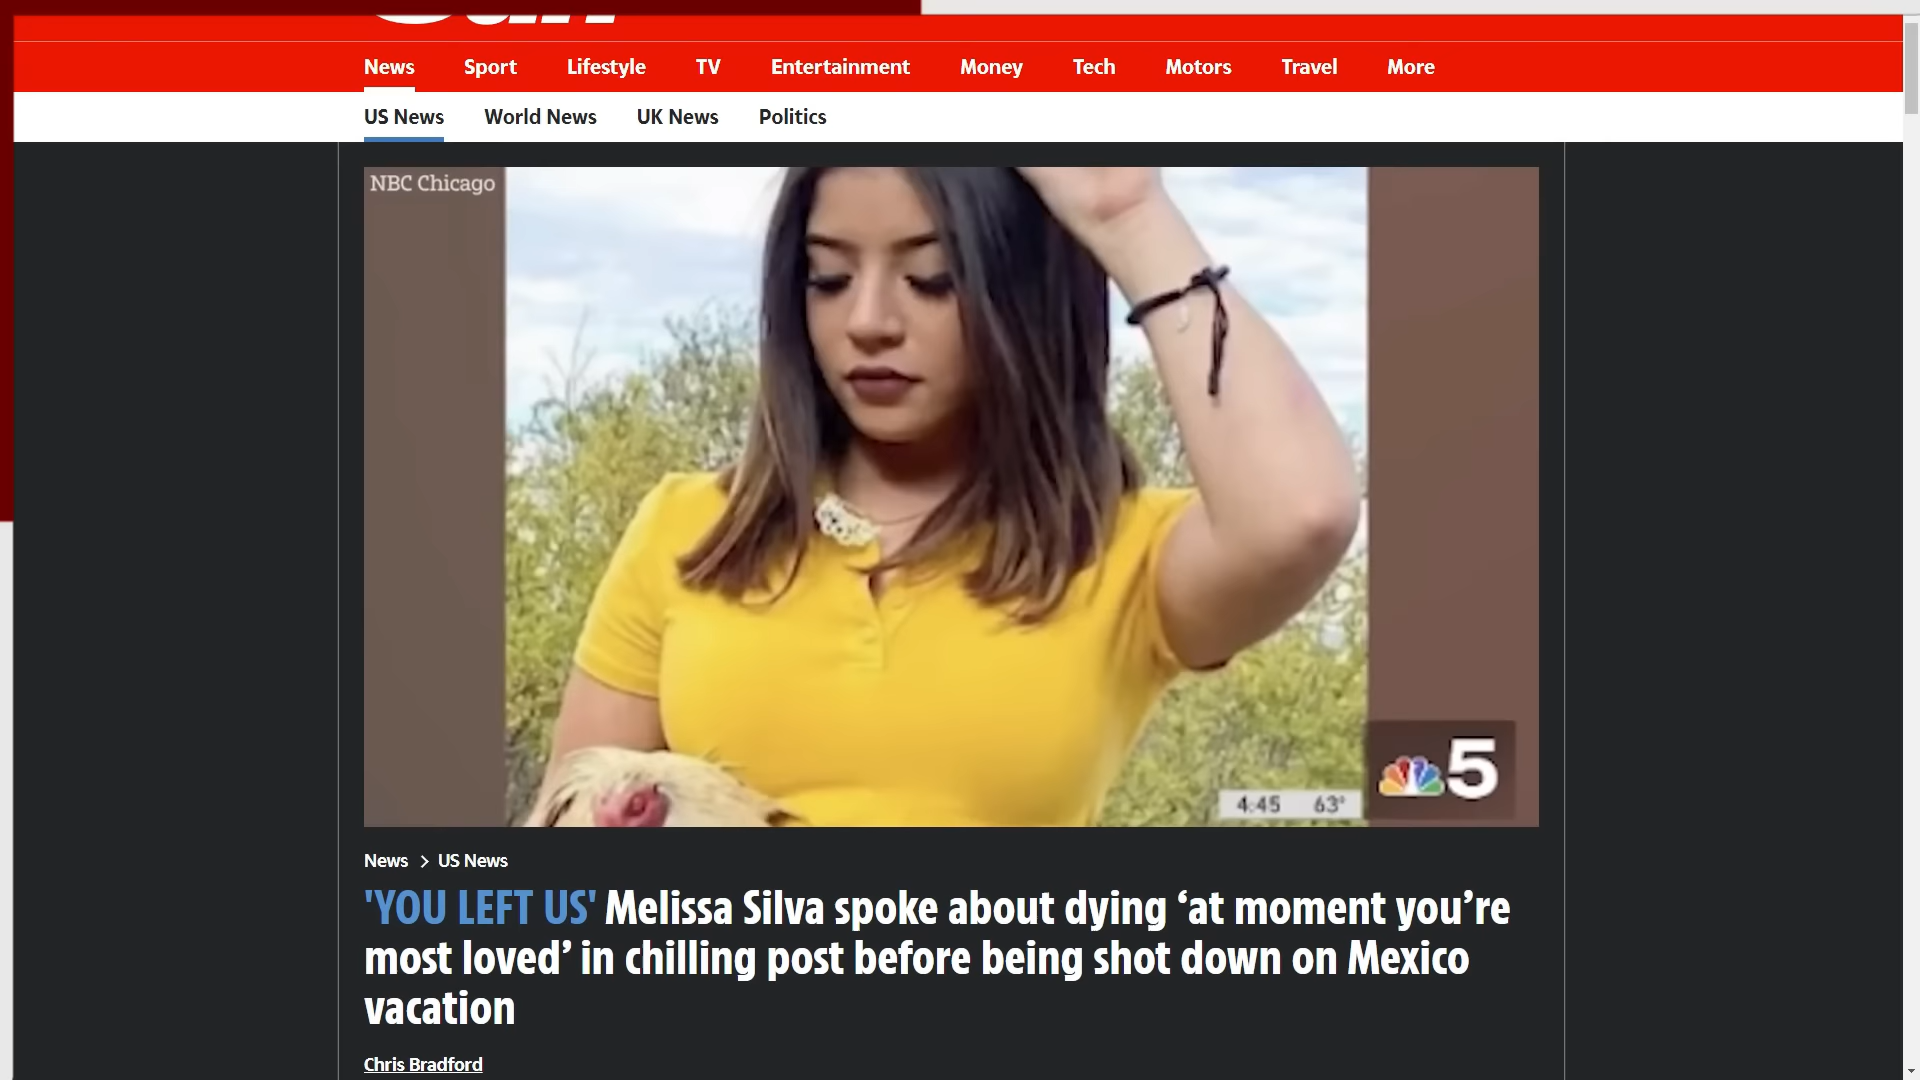 News Sport Lifestyle TV Entertainment Money Tech Motors Travel More
US News World News UK News Politics
NBC Chicago
5
4:45 63°
News > US News
'YOU LEFT US' Melissa Silva spoke about dying ‘at moment you’re
most loved’ in chilling post before being shot down on Mexico
vacation
Chris Bradford